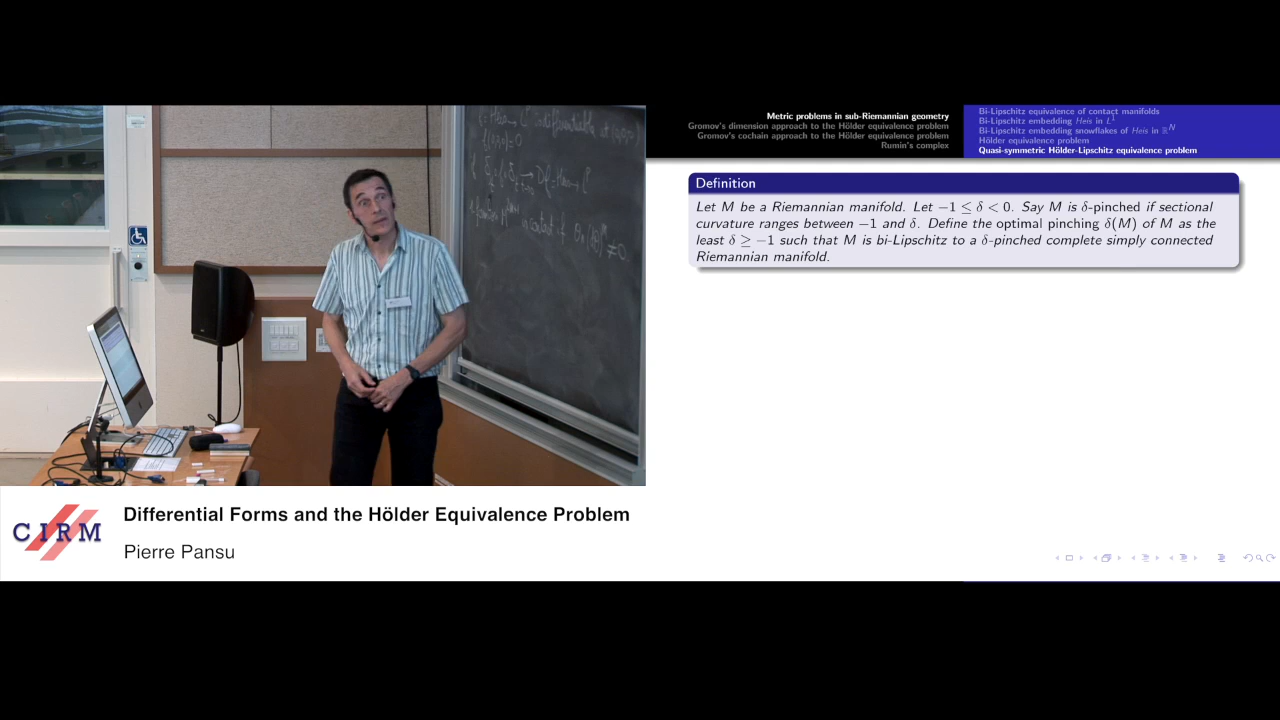 Metric problems in sub-Riemannian geometry
Gromov's dimension approach to the Hölder equivalence problem
Gromov's cochain approach to the Hölder equivalence problem
Rumin's complex
Bi-Lipschitz equivalence of contact manifolds
Bi-Lipschitz embedding Heis in L¹
Bi-Lipschitz embedding snowflakes of Heis in ℝᴺ
Hölder equivalence problem
Quasi-symmetric Hölder-Lipschitz equivalence problem
Definition
Let M be a Riemannian manifold. Let −1 ≤ δ < 0. Say M is δ-pinched if sectional
curvature ranges between −1 and δ. Define the optimal pinching δ(M) of M as the
least δ ≥ −1 such that M is bi-Lipschitz to a δ-pinched complete simply connected
Riemannian manifold.
CIRM
Differential Forms and the Hölder Equivalence Problem
Pierre Pansu